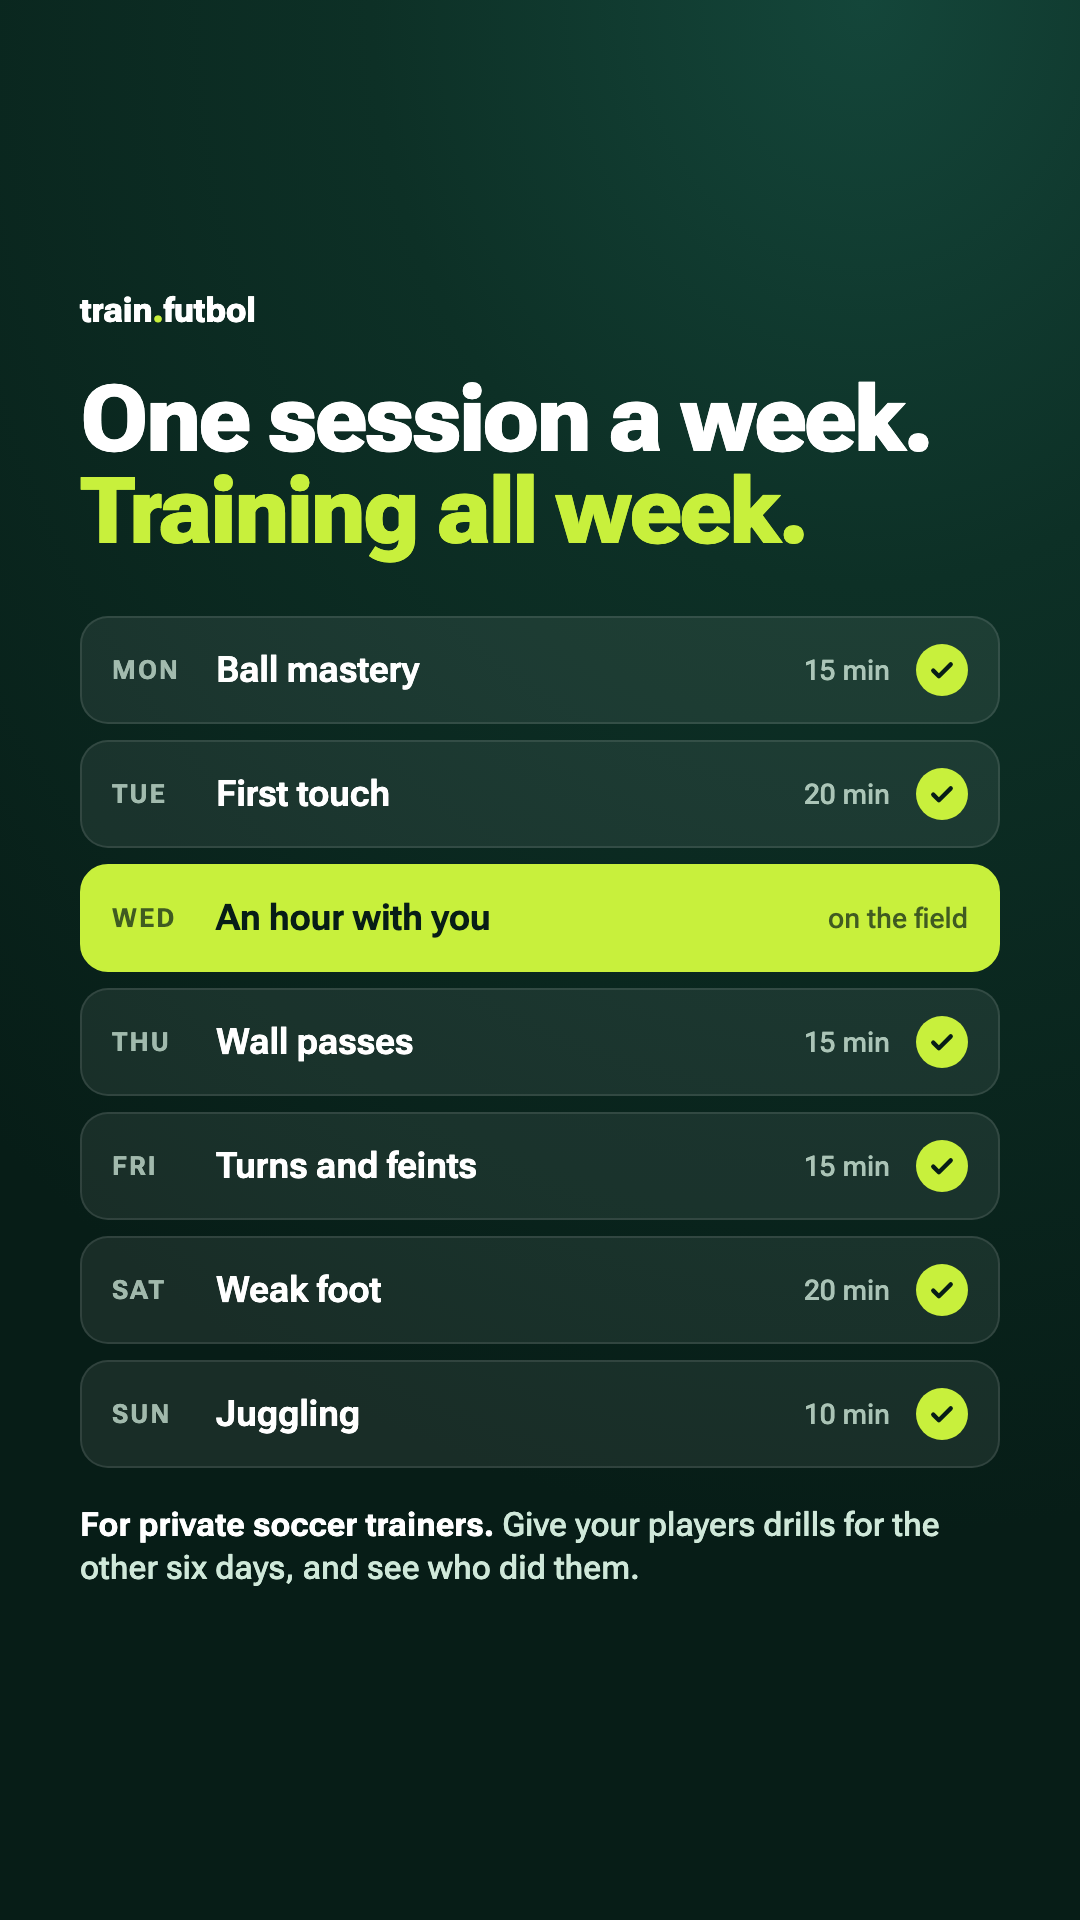 train.futbol
One session a week.
Training all week.
MON Ball mastery 15 min
TUE First touch 20 min
WED An hour with you on the field
THU Wall passes 15 min
FRI Turns and feints 15 min
SAT Weak foot 20 min
SUN Juggling 10 min
For private soccer trainers. Give your players drills for the
other six days, and see who did them.